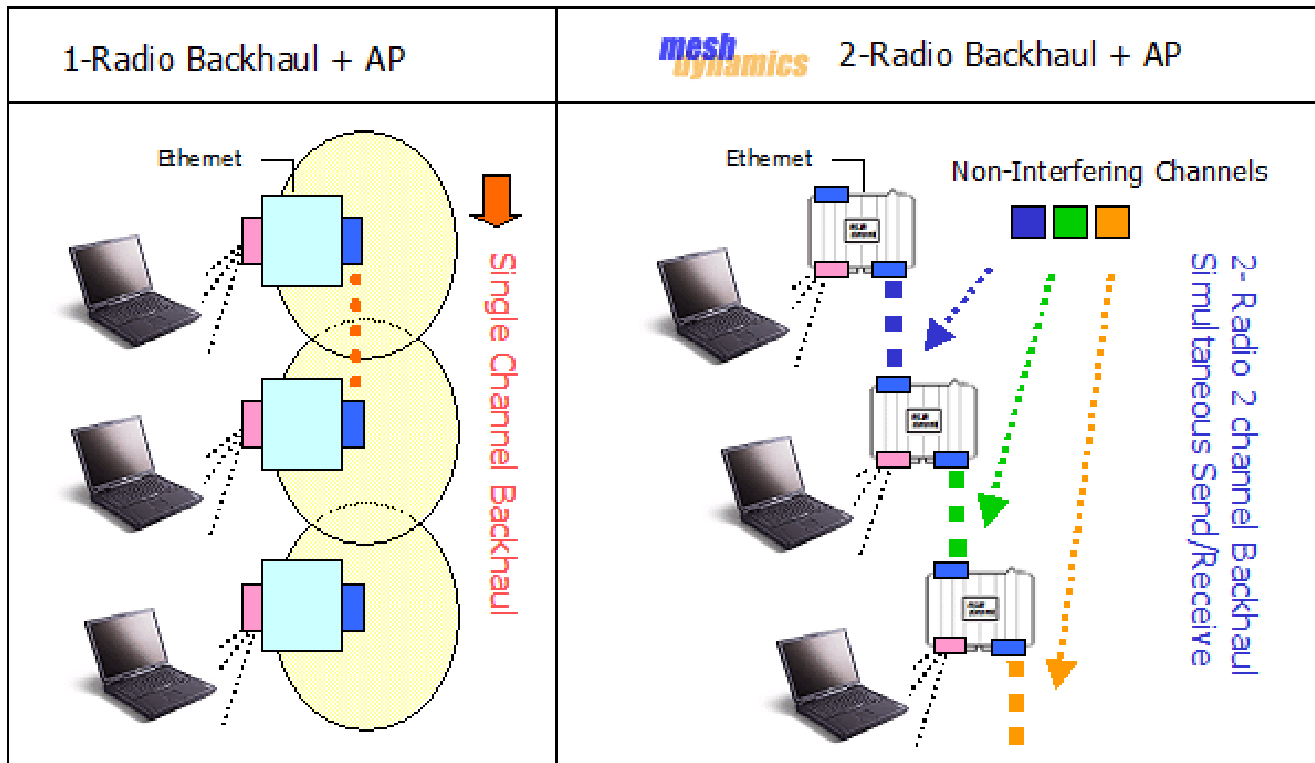 1-Radio Backhaul + AP
mesh
dynamics
2-Radio Backhaul + AP
Ethernet
Single Channel Backhaul
Ethernet
Non-Interfering Channels
2- Radio 2 channel Backhaul
Simultaneous Send/Receive